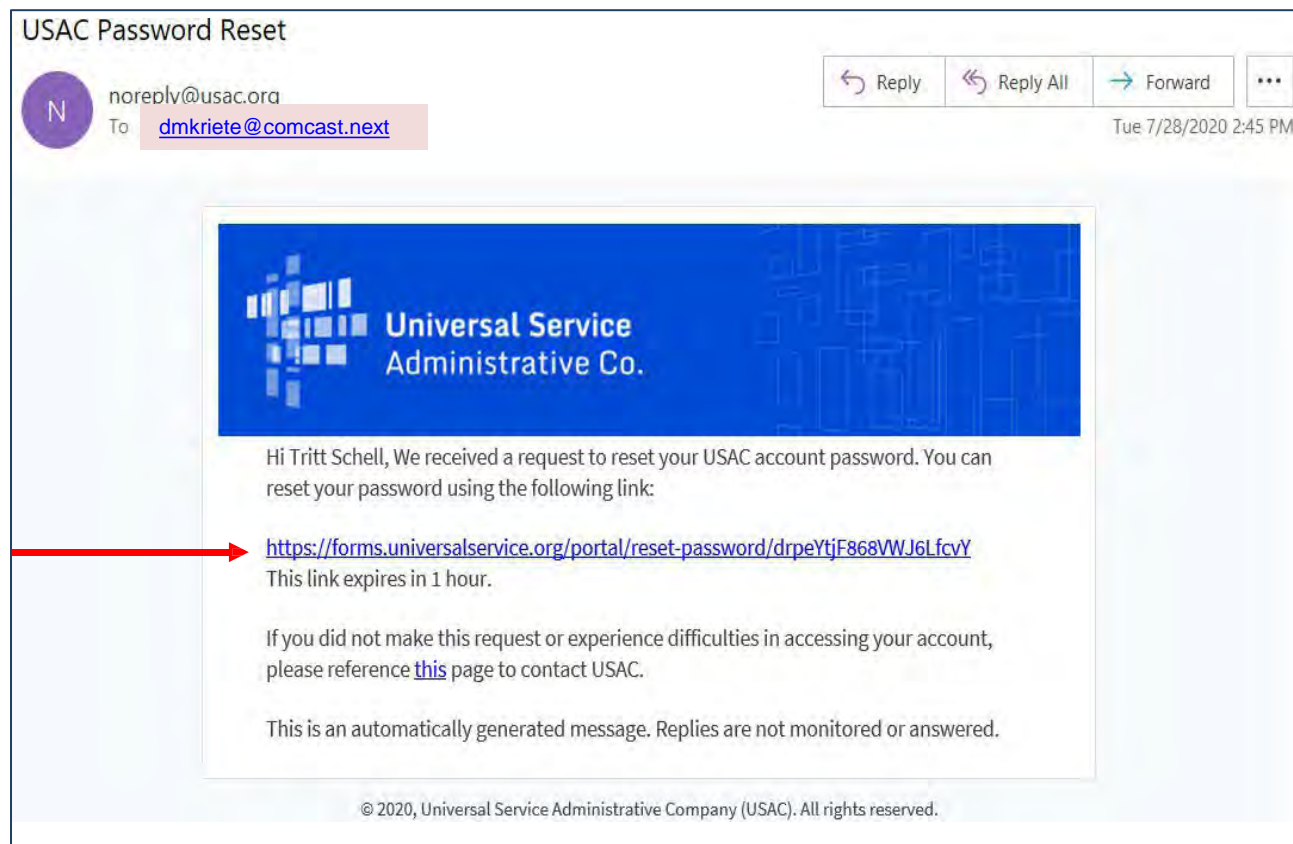 USAC Password Reset
N
noreply@usac.org
To dmkriete@comcast.next
Reply
Reply All
Forward
Tue 7/28/2020 2:45 PM
Universal Service
Administrative Co.
Hi Tritt Schell, We received a request to reset your USAC account password. You can
reset your password using the following link:
https://forms.universalservice.org/portal/reset-password/drpeYtjF868VWJ6LfcvY
This link expires in 1 hour.
If you did not make this request or experience difficulties in accessing your account,
please reference this page to contact USAC.
This is an automatically generated message. Replies are not monitored or answered.
© 2020, Universal Service Administrative Company (USAC). All rights reserved.